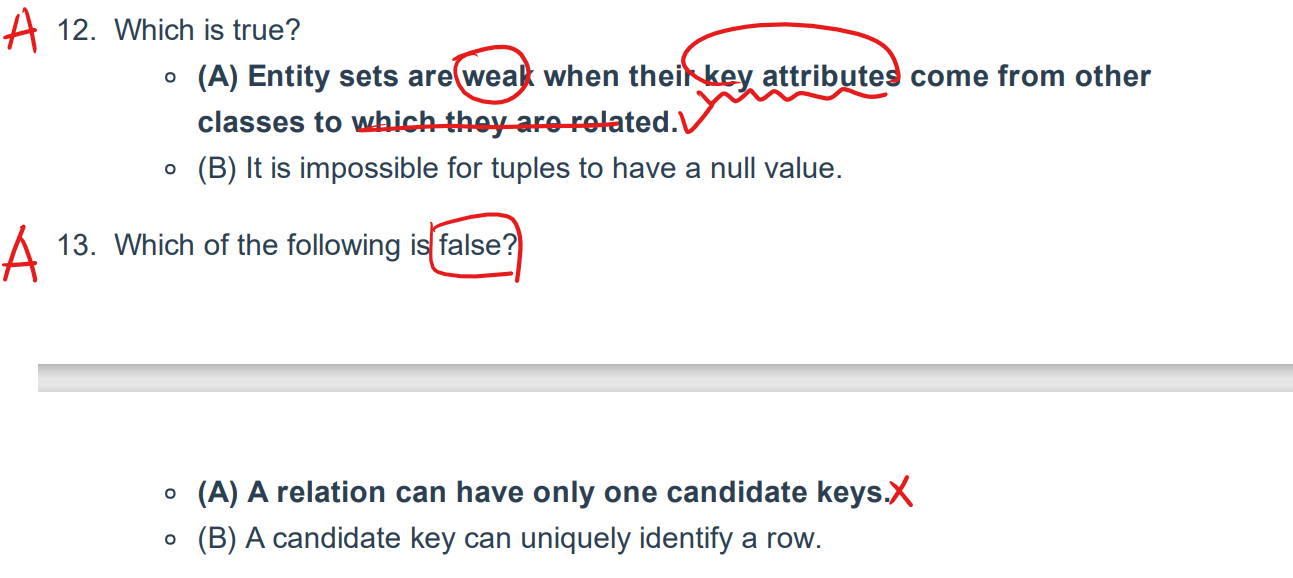 A 12. Which is true?
(A) Entity sets are weak when their key attributes come from other
classes to which they are related.
(B) It is impossible for tuples to have a null value.
A 13. Which of the following is false?
(A) A relation can have only one candidate keys.
(B) A candidate key can uniquely identify a row.